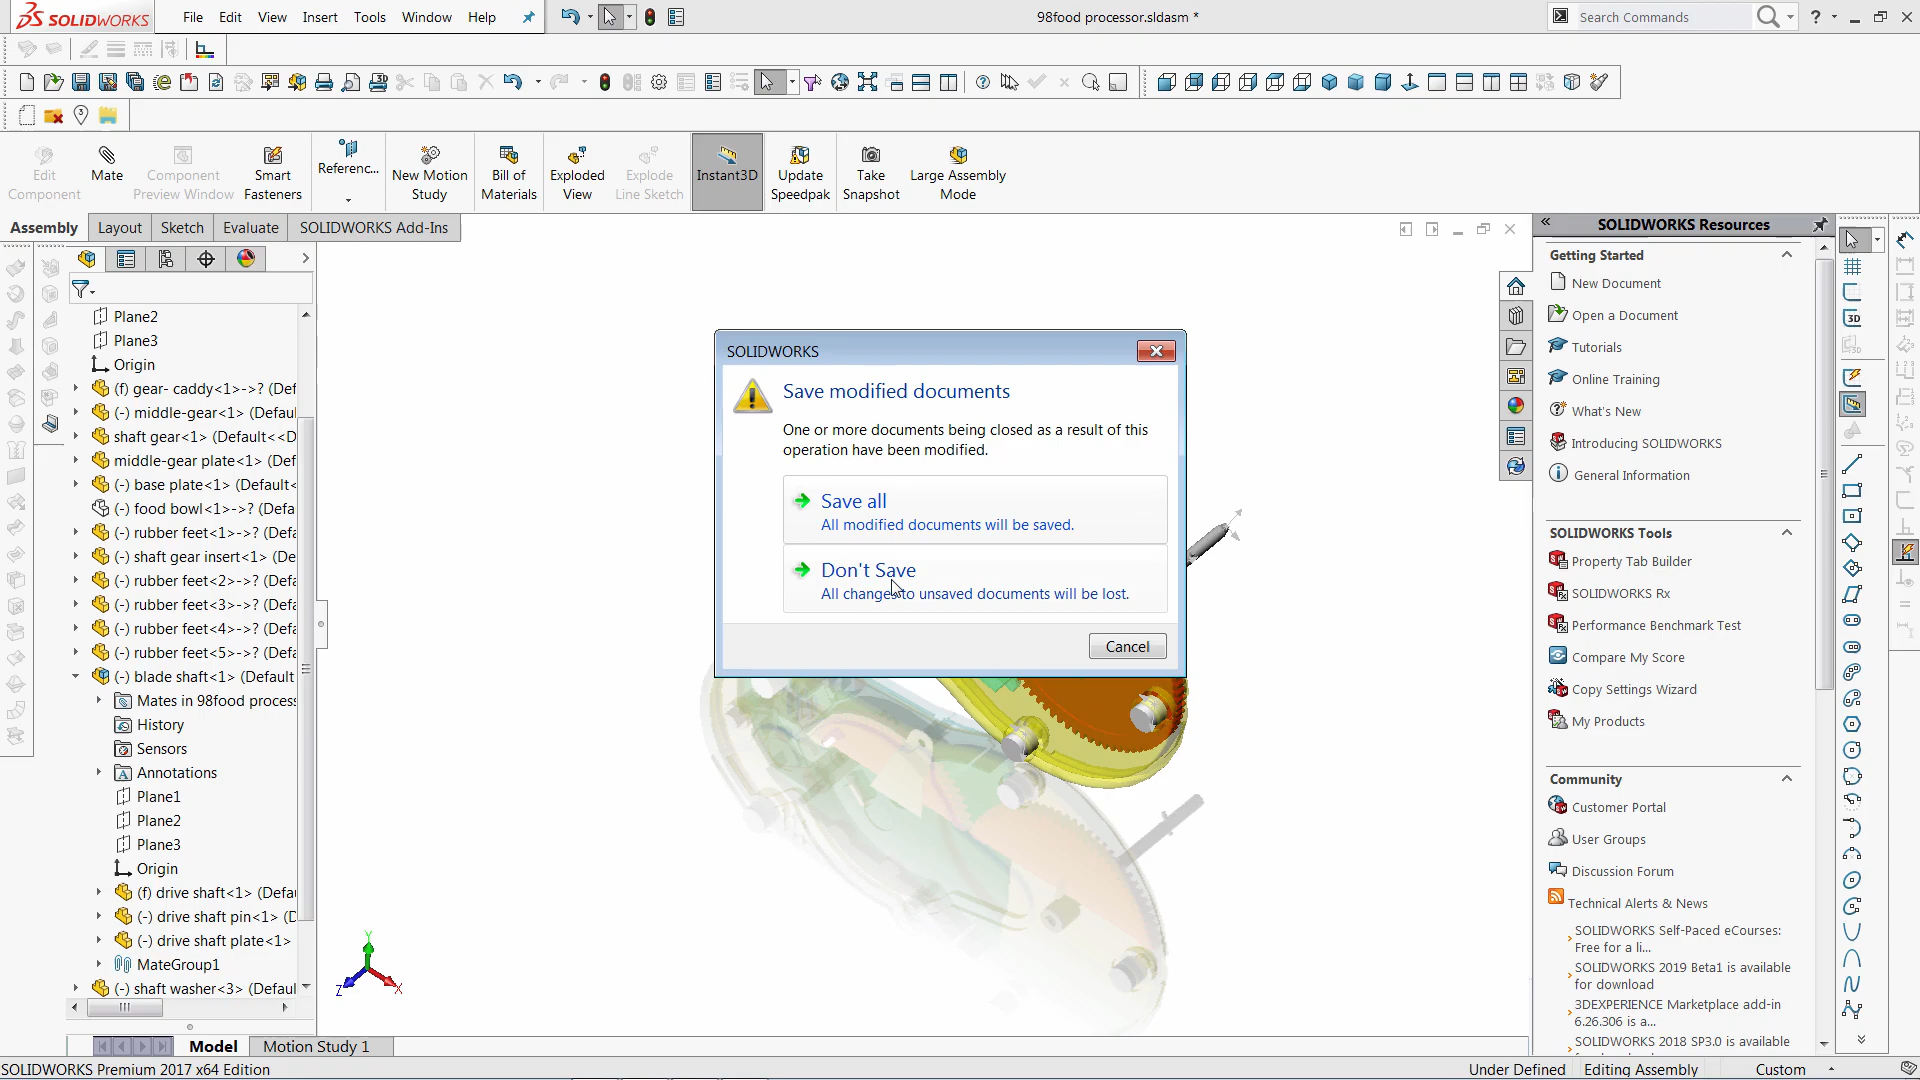 SOLIDWORKS
File Edit View Insert Tools Window Help
98food processor.sldasm *
Search Commands
Edit Component
Mate
Component Preview Window
Smart Fasteners
Referenc...
New Motion Study
Bill of Materials
Exploded View
Explode Line Sketch
Instant3D
Update Speedpak
Take Snapshot
Large Assembly Mode
Assembly Layout Sketch Evaluate SOLIDWORKS Add-Ins
Plane2
Plane3
Origin
(f) gear- caddy<1>->? (Def
(-) middle-gear<1> (Defaul
shaft gear<1> (Default<<D
middle-gear plate<1> (Def
(-) base plate<1> (Default<
(-) food bowl<1>->? (Defa
(-) rubber feet<1>->? (Defa
(-) shaft gear insert<1> (De
(-) rubber feet<2>->? (Defa
(-) rubber feet<3>->? (Defa
(-) rubber feet<4>->? (Defa
(-) rubber feet<5>->? (Defa
(-) blade shaft<1> (Default
Mates in 98food process
History
Sensors
Annotations
Plane1
Plane2
Plane3
Origin
(f) drive shaft<1> (Defau
(-) drive shaft pin<1> (D
(-) drive shaft plate<1>
MateGroup1
(-) shaft washer<3> (Defaul
SOLIDWORKS
Save modified documents
One or more documents being closed as a result of this
operation have been modified.
Save all
All modified documents will be saved.
Don't Save
All changes to unsaved documents will be lost.
Cancel
Y
Z
X
SOLIDWORKS Resources
Getting Started
New Document
Open a Document
Tutorials
Online Training
What's New
Introducing SOLIDWORKS
General Information
SOLIDWORKS Tools
Property Tab Builder
SOLIDWORKS Rx
Performance Benchmark Test
Compare My Score
Copy Settings Wizard
My Products
Community
Customer Portal
User Groups
Discussion Forum
Technical Alerts & News
SOLIDWORKS Self-Paced eCourses:
Free for a li...
SOLIDWORKS 2019 Beta1 is available
for download
3DEXPERIENCE Marketplace add-in
6.26.306 is a...
SOLIDWORKS 2018 SP3.0 is available
Model Motion Study 1
SOLIDWORKS Premium 2017 x64 Edition
Under Defined Editing Assembly Custom